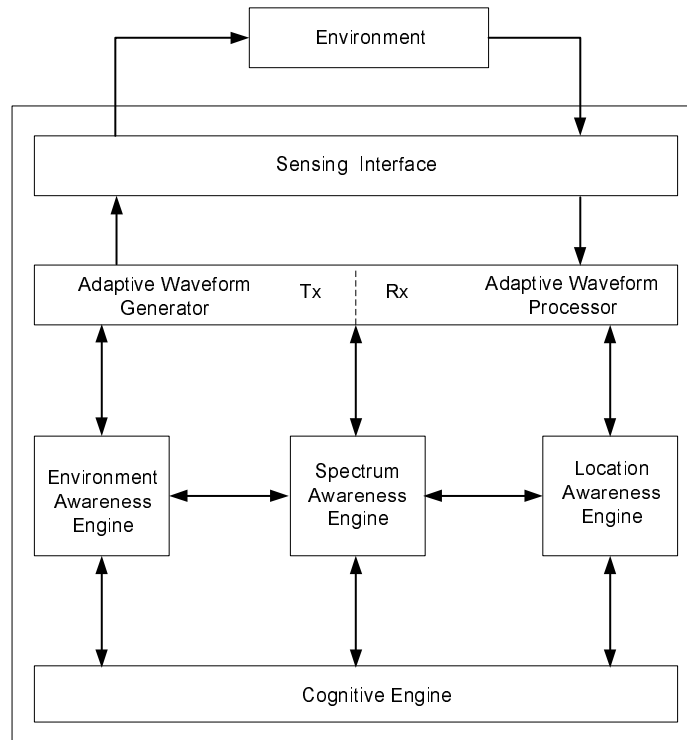 Environment
Sensing Interface
Adaptive Waveform
Generator
Tx
Rx
Adaptive Waveform
Processor
Environment
Awareness
Engine
Spectrum
Awareness
Engine
Location
Awareness
Engine
Cognitive Engine